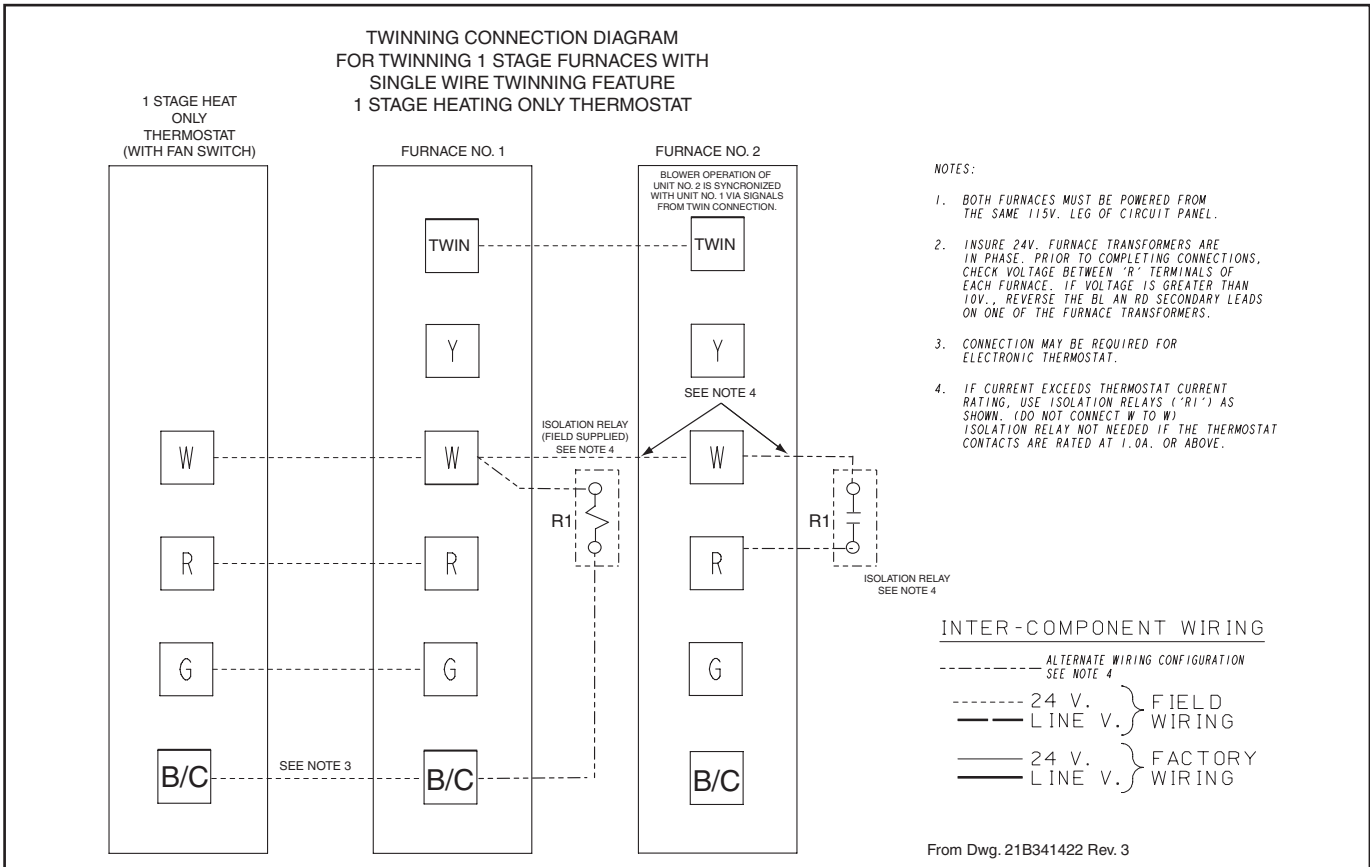 TWINNING CONNECTION DIAGRAM
FOR TWINNING 1 STAGE FURNACES WITH
SINGLE WIRE TWINNING FEATURE
1 STAGE HEATING ONLY THERMOSTAT
1 STAGE HEAT
ONLY
THERMOSTAT
(WITH FAN SWITCH)
FURNACE NO. 1
FURNACE NO. 2
BLOWER OPERATION OF
UNIT NO. 2 IS SYNCRONIZED
WITH UNIT NO. 1 VIA SIGNALS
FROM TWIN CONNECTION.
TWIN
TWIN
Y
Y
SEE NOTE 4
ISOLATION RELAY
(FIELD SUPPLIED)
SEE NOTE 4
W
W
W
R1
R1
R
R
R
ISOLATION RELAY
SEE NOTE 4
G
G
G
B/C
SEE NOTE 3
B/C
B/C
NOTES:
1. BOTH FURNACES MUST BE POWERED FROM
THE SAME 115V. LEG OF CIRCUIT PANEL.
2. INSURE 24V. FURNACE TRANSFORMERS ARE
IN PHASE. PRIOR TO COMPLETING CONNECTIONS,
CHECK VOLTAGE BETWEEN 'R' TERMINALS OF
EACH FURNACE. IF VOLTAGE IS GREATER THAN
10V., REVERSE THE BL AN RD SECONDARY LEADS
ON ONE OF THE FURNACE TRANSFORMERS.
3. CONNECTION MAY BE REQUIRED FOR
ELECTRONIC THERMOSTAT.
4. IF CURRENT EXCEEDS THERMOSTAT CURRENT
RATING, USE ISOLATION RELAYS ('R1') AS
SHOWN. (DO NOT CONNECT W TO W)
ISOLATION RELAY NOT NEEDED IF THE THERMOSTAT
CONTACTS ARE RATED AT 1.0A. OR ABOVE.
INTER-COMPONENT WIRING
ALTERNATE WIRING CONFIGURATION
SEE NOTE 4
24 V. FIELD
LINE V. WIRING
24 V. FACTORY
LINE V. WIRING
From Dwg. 21B341422 Rev. 3